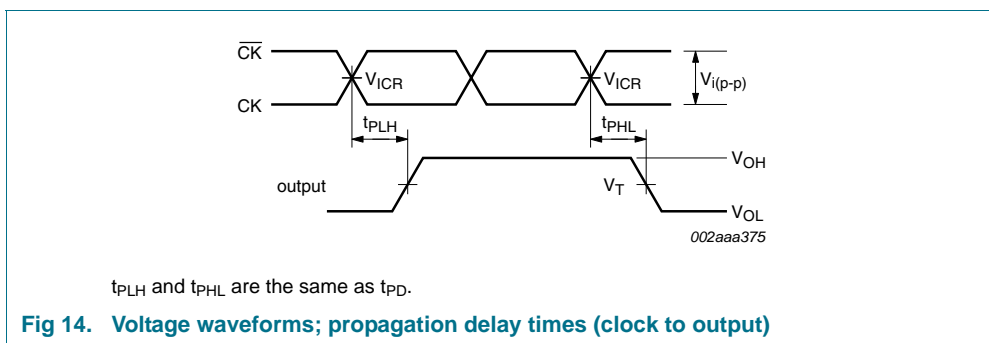 C̅K̅
CK
V_ICR
V_ICR
V_i(p-p)
t_PLH
t_PHL
output
V_OH
V_T
V_OL
002aaa375
t_PLH and t_PHL are the same as t_PD.
Fig 14. Voltage waveforms; propagation delay times (clock to output)